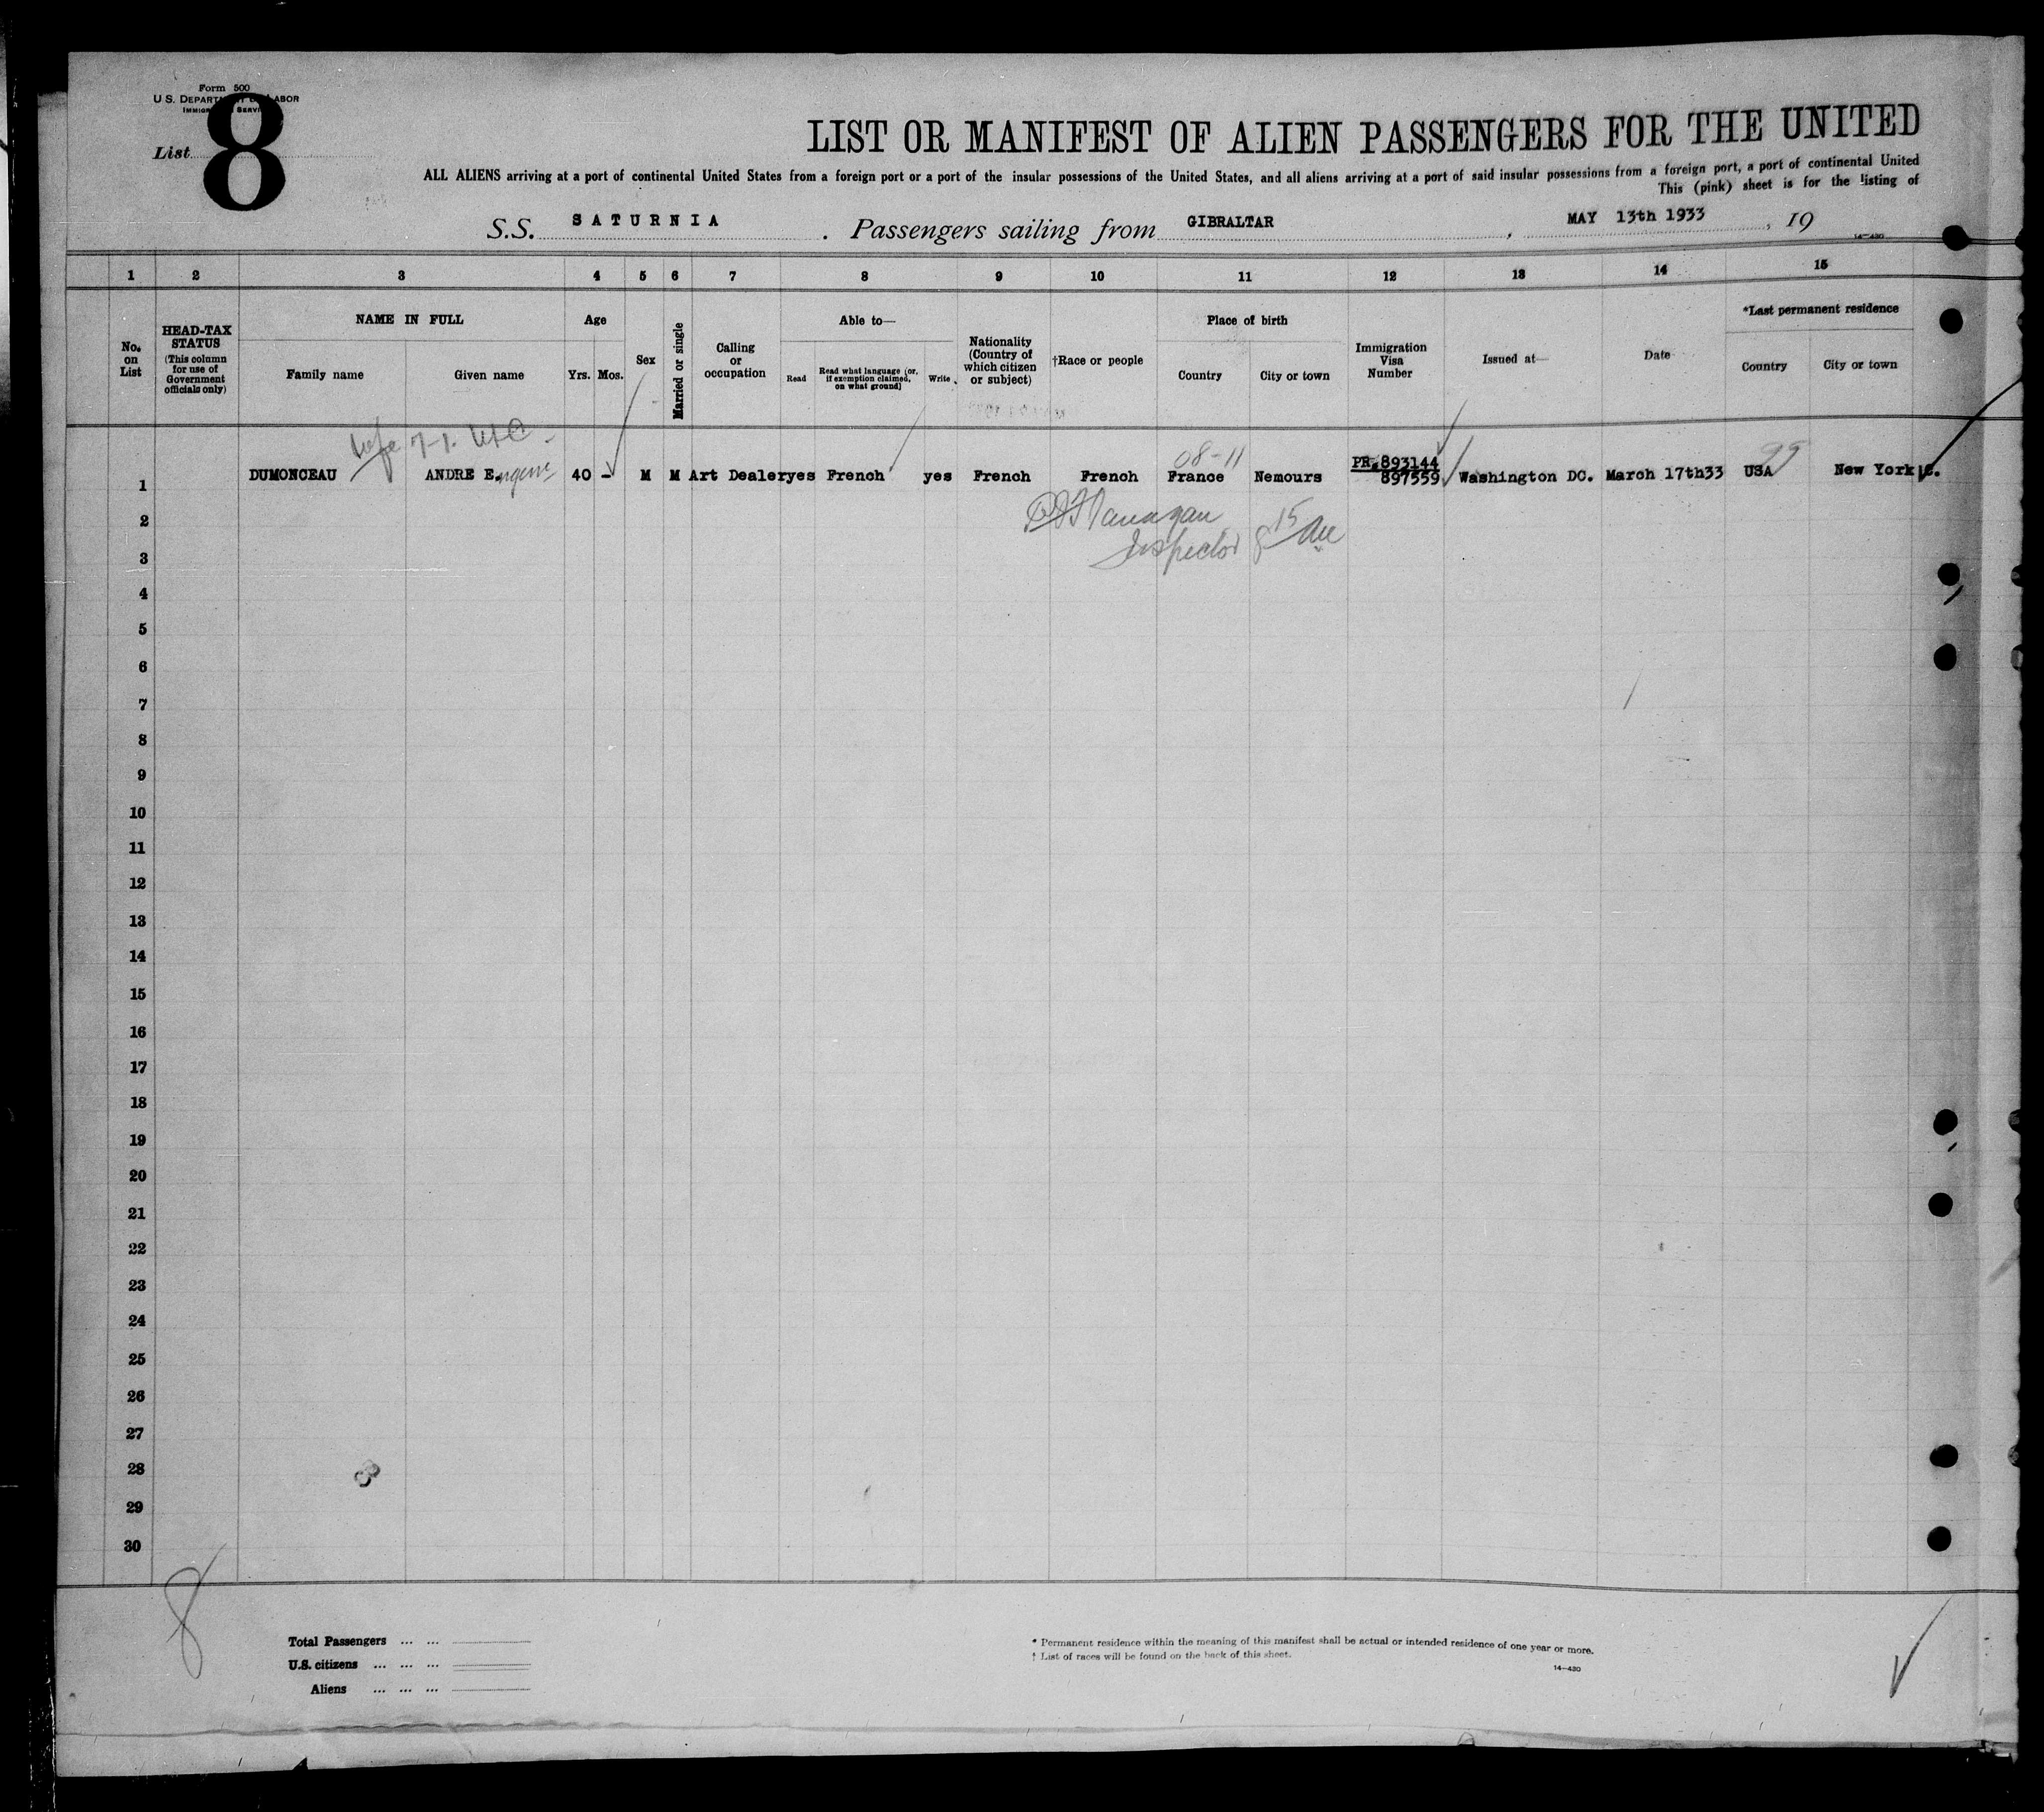 Form 500
U. S. DEPARTMENT OF LABOR
IMMIGRATION SERVICE
List 8
LIST OR MANIFEST OF ALIEN PASSENGERS FOR THE UNITED
ALL ALIENS arriving at a port of continental United States from a foreign port or a port of the insular possessions of the United States, and all aliens arriving at a port of said insular possessions from a foreign port, a port of continental United
This (pink) sheet is for the listing of
S.S. SATURNIA . Passengers sailing from GIBRALTAR , MAY 13th 1933 , 19
14—430
1 2 3 4 5 6 7 8 9 10 11 12 13 14 15
No. on List
HEAD-TAX STATUS (This column for use of Government officials only)
NAME IN FULL
Family name Given name
Age
Yrs. Mos.
Sex
Married or single
Calling or occupation
Able to—
Read Read what language [or, if exemption claimed, on what ground] Write
Nationality (Country of which citizen or subject)
†Race or people
Place of birth
Country City or town
Immigration Visa Number
Issued at—
Date
*Last permanent residence
Country City or town
08-11 99
1 DUMONCEAU ANDRE Eugene 40 - M M Art Dealer yes French yes French French France Nemours PR.893144 897559 Washington DC. March 17th33 USA New York C.
Flanagan
Inspector 8 15
2
3
4
5
6
7
8
9
10
11
12
13
14
15
16
17
18
19
20
21
22
23
24
25
26
27
28
29
30
8
Total Passengers ... ...
U.S. citizens ... ... ...
Aliens ... ... ...
* Permanent residence within the meaning of this manifest shall be actual or intended residence of one year or more.
† List of races will be found on the back of this sheet.
14—430